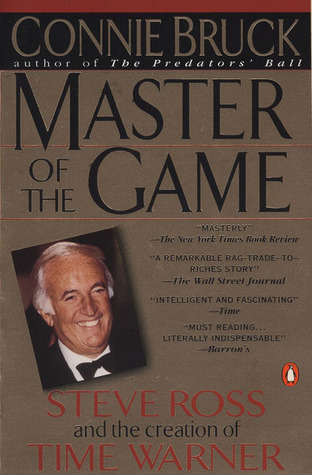 CONNIE BRUCK
author of The Predators' Ball
MASTER
OF THE GAME
"MASTERLY"
—The New York Times Book Review
"A REMARKABLE RAG-TRADE-TO-
RICHES STORY"
—The Wall Street Journal
"INTELLIGENT AND FASCINATING"
—Time
"MUST READING...
LITERALLY INDISPENSABLE"
—Barron's
STEVE ROSS
and the creation of
TIME WARNER